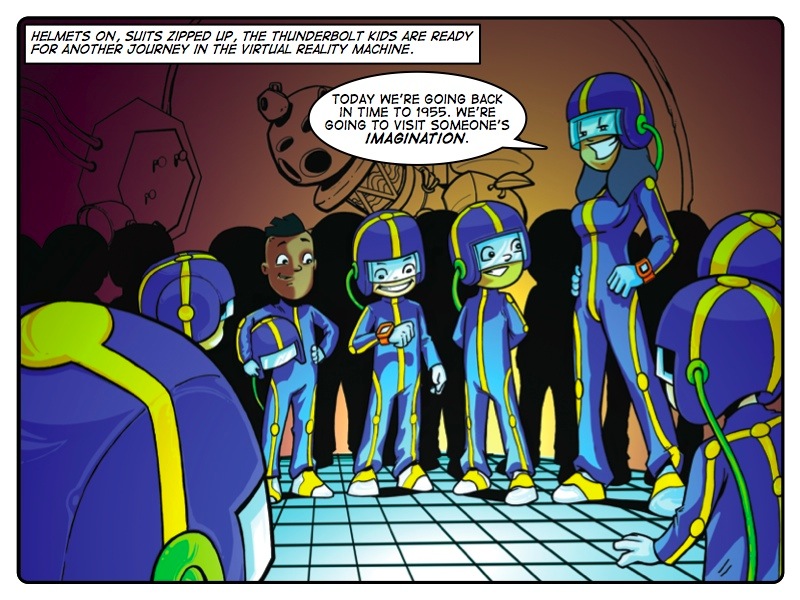 HELMETS ON, SUITS ZIPPED UP, THE THUNDERBOLT KIDS ARE READY
FOR ANOTHER JOURNEY IN THE VIRTUAL REALITY MACHINE.
TODAY WE'RE GOING BACK
IN TIME TO 1955. WE'RE
GOING TO VISIT SOMEONE'S
IMAGINATION.